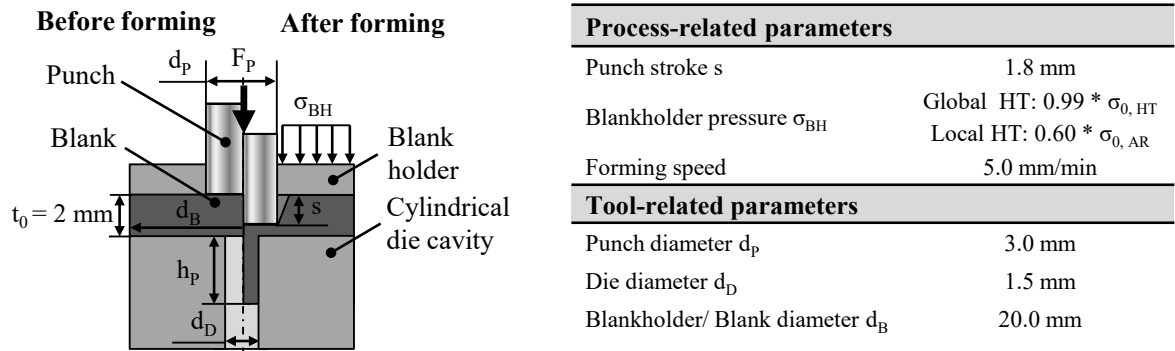 Before forming
After forming
d_P
F_P
Punch
σ_BH
Blank
Blank
holder
t_0 = 2 mm
d_B
s
Cylindrical
die cavity
h_P
d_D
Process-related parameters
Punch stroke s 1.8 mm
Blankholder pressure σ_BH Global HT: 0.99 * σ_0, HT
Local HT: 0.60 * σ_0, AR
Forming speed 5.0 mm/min
Tool-related parameters
Punch diameter d_P 3.0 mm
Die diameter d_D 1.5 mm
Blankholder/ Blank diameter d_B 20.0 mm